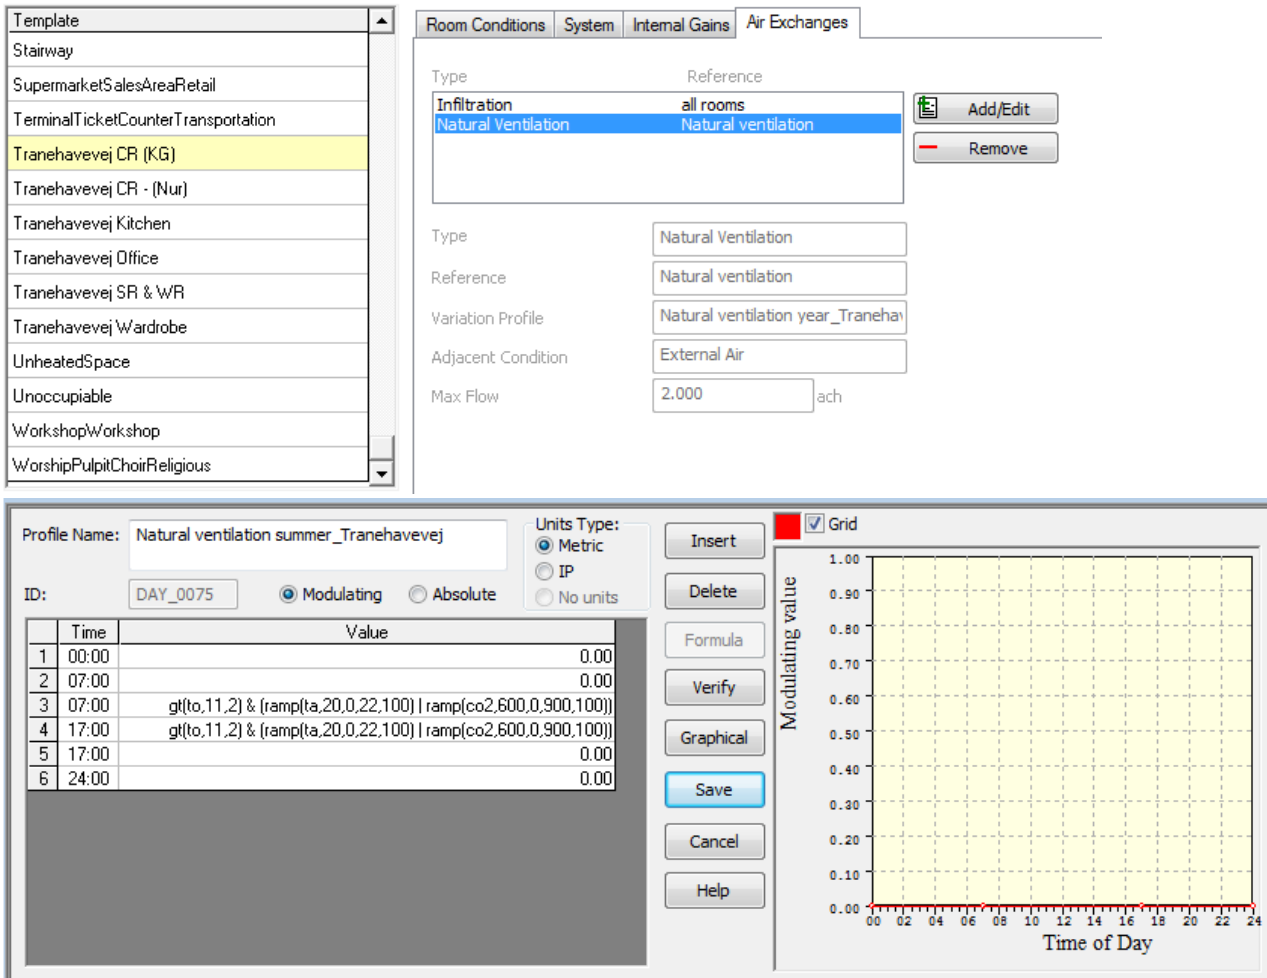 Template
Stairway
SupermarketSalesAreaRetail
TerminalTicketCounterTransportation
Tranehavevej CR (KG)
Tranehavevej CR - (Nur)
Tranehavevej Kitchen
Tranehavevej Office
Tranehavevej SR & WR
Tranehavevej Wardrobe
UnheatedSpace
Unoccupiable
WorkshopWorkshop
WorshipPulpitChoirReligious
Room Conditions System Internal Gains Air Exchanges
Type Reference
Infiltration all rooms
Natural Ventilation Natural ventilation
Add/Edit
Remove
Type Natural Ventilation
Reference Natural ventilation
Variation Profile Natural ventilation year_Tranehav
Adjacent Condition External Air
Max Flow 2.000 ach
Profile Name: Natural ventilation summer_Tranehavevej
Units Type:
Metric
IP
No units
ID: DAY_0075 Modulating Absolute
Time Value
1 00:00 0.00
2 07:00 0.00
3 07:00 gt(to,11,2) & (ramp(ta,20,0,22,100) | ramp(co2,600,0,900,100))
4 17:00 gt(to,11,2) & (ramp(ta,20,0,22,100) | ramp(co2,600,0,900,100))
5 17:00 0.00
6 24:00 0.00
Insert
Delete
Formula
Verify
Graphical
Save
Cancel
Help
Grid
Modulating value
1.00
0.90
0.80
0.70
0.60
0.50
0.40
0.30
0.20
0.10
0.00
00 02 04 06 08 10 12 14 16 18 20 22 24
Time of Day